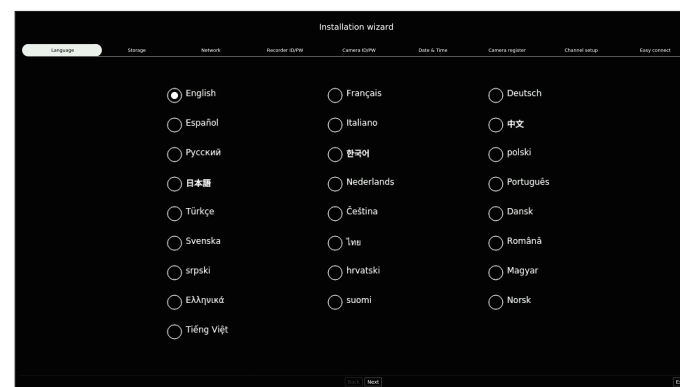 Installation wizard
Language Storage Network Recorder ID/PW Camera ID/PW Date & Time Camera register Channel setup Easy connect
English Français Deutsch
Español Italiano 中文
Русский 한국어 polski
日本語 Nederlands Português
Türkçe Čeština Dansk
Svenska ไทย Română
srpski hrvatski Magyar
Ελληνικά suomi Norsk
Tiếng Việt
Back Next